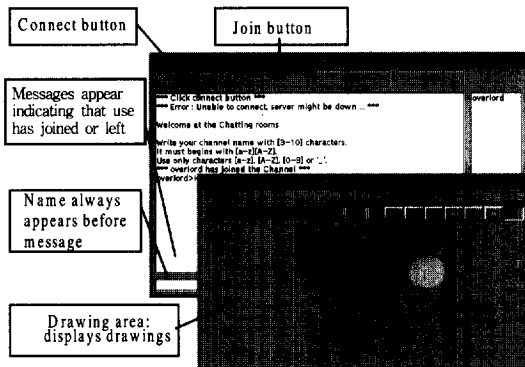 Connect button
Join button
Messages appear
indicating that use
has joined or left
Name always
appears before
message
Drawing area:
displays drawings
*** Click connect button ***
*** Error : Unable to connect, server might be down ... ***
Welcome at the Chatting rooms
Write your channel name with [3-10] characters.
It must begins with [a-z][A-Z].
Use only characters [a-z], [A-Z], [0-9] or '_'.
*** overlord has joined the Channel ***
overlord>
overlord